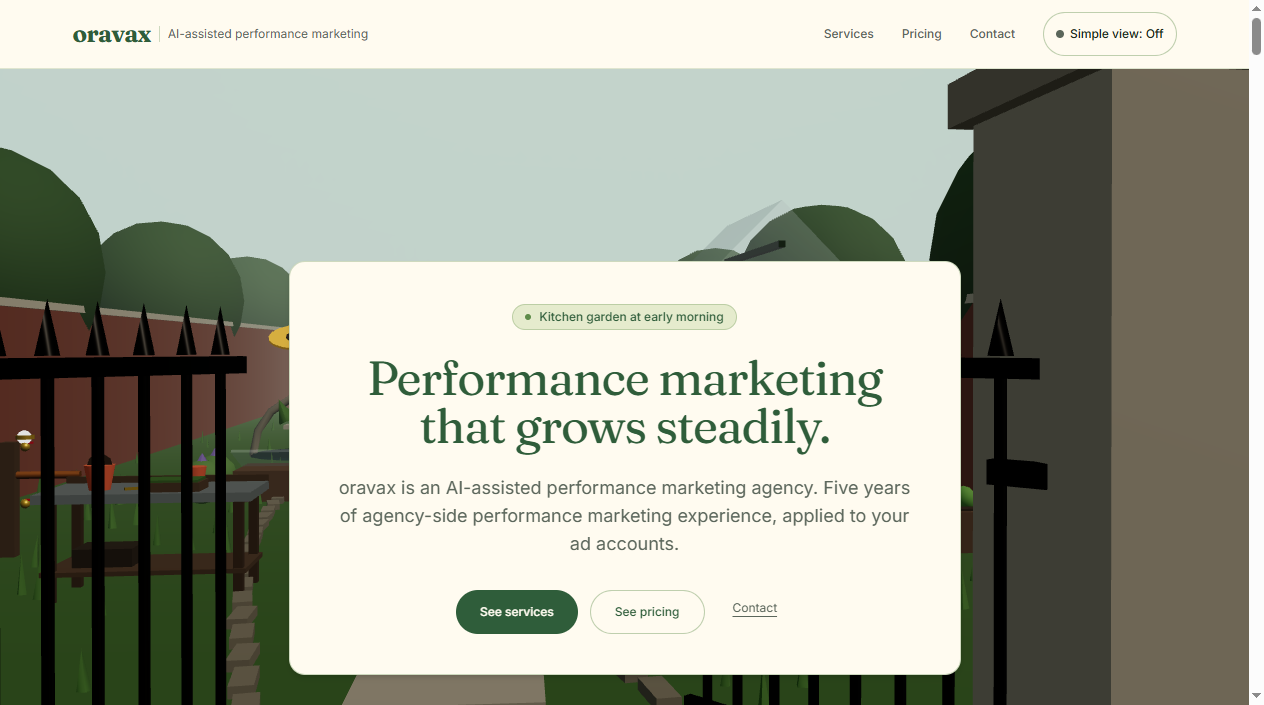 oravax
AI-assisted performance marketing
Services
Pricing
Contact
Simple view: Off
Kitchen garden at early morning
Performance marketing
that grows steadily.
oravax is an AI-assisted performance marketing agency. Five years
of agency-side performance marketing experience, applied to your
ad accounts.
See services
See pricing
Contact